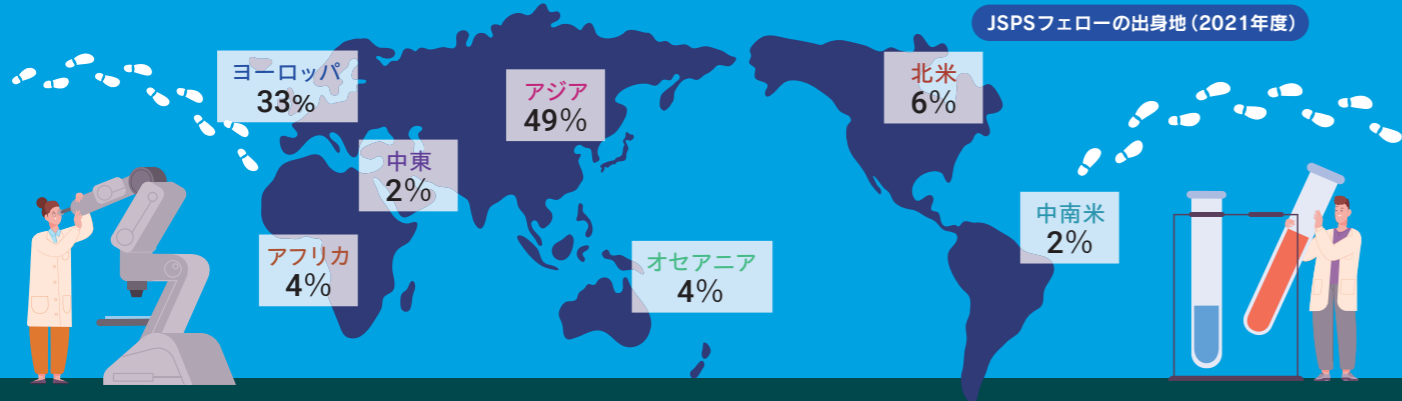 JSPSフェローの出身地（2021年度）
ヨーロッパ
33%
アジア
49%
北米
6%
中東
2%
中南米
2%
アフリカ
4%
オセアニア
4%